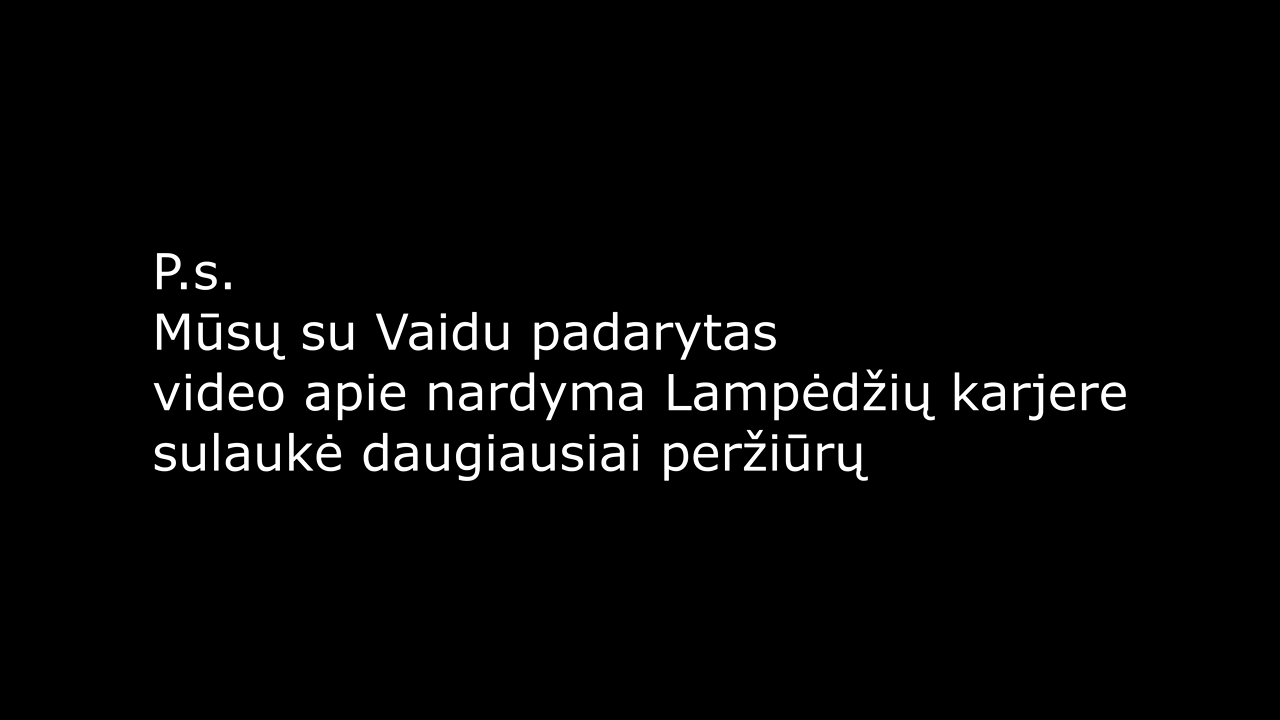 P.s.
Mūsų su Vaidu padarytas
video apie nardyma Lampėdžių karjere
sulaukė daugiausiai peržiūrų